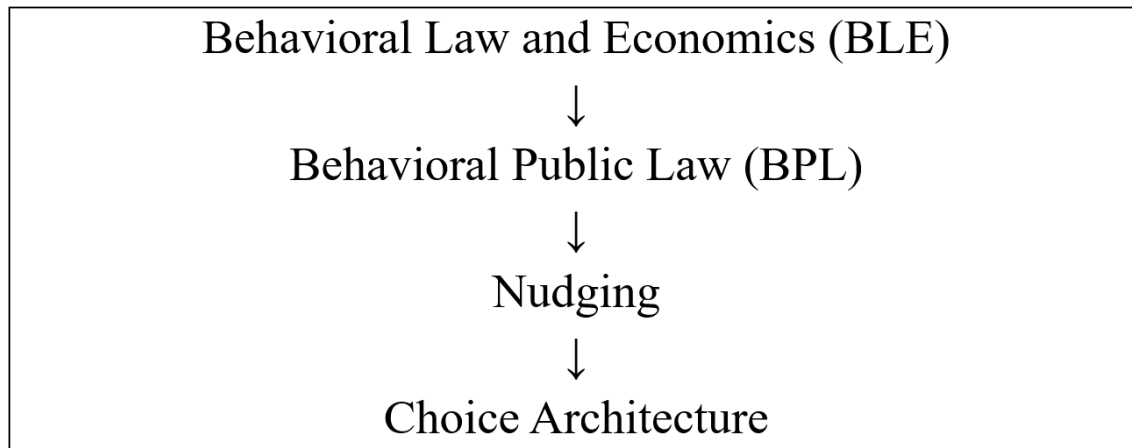 Behavioral Law and Economics (BLE)
↓
Behavioral Public Law (BPL)
↓
Nudging
↓
Choice Architecture